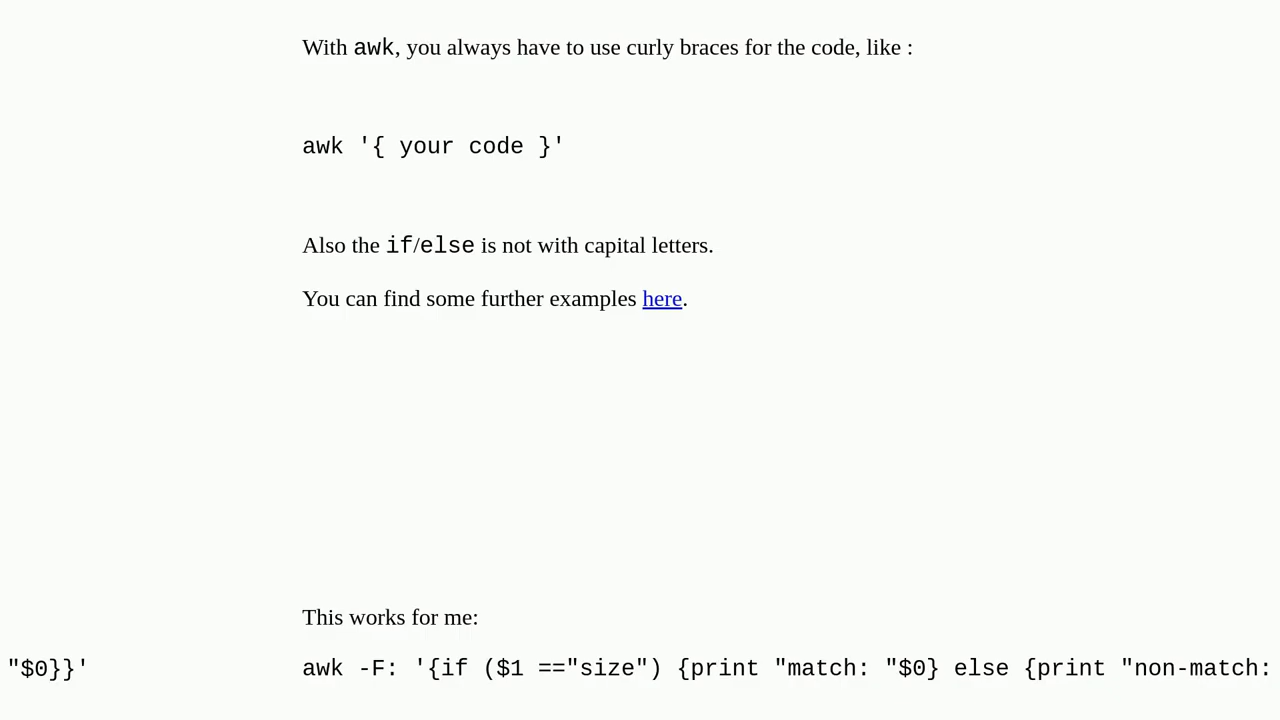 With awk, you always have to use curly braces for the code, like :
awk '{ your code }'
Also the if/else is not with capital letters.
You can find some further examples here.
This works for me:
awk -F: '{if ($1 =="size") {print "match: "$0} else {print "non-match:
"$0}}'